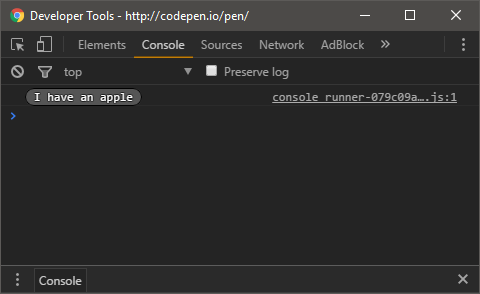 Developer Tools - http://codepen.io/pen/
Elements Console Sources Network AdBlock »
top ▼ Preserve log
I have an apple console_runner-079c09a….js:1
>
Console